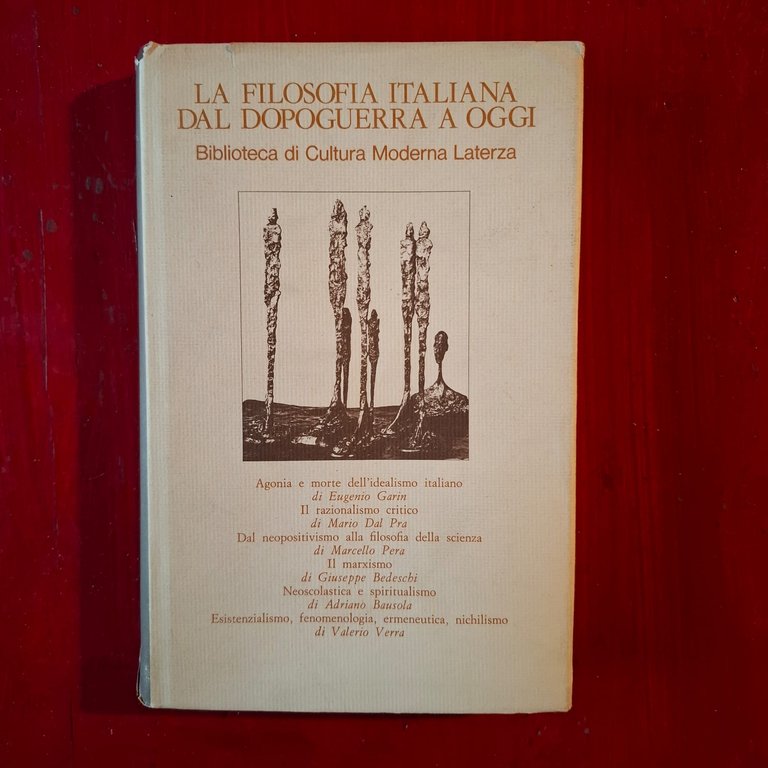 LA FILOSOFIA ITALIANA
DAL DOPOGUERRA A OGGI
Biblioteca di Cultura Moderna Laterza
Agonia e morte dell'idealismo italiano
di Eugenio Garin
Il razionalismo critico
di Mario Dal Pra
Dal neopositivismo alla filosofia della scienza
di Marcello Pera
Il marxismo
di Giuseppe Bedeschi
Neoscolastica e spiritualismo
di Adriano Bausola
Esistenzialismo, fenomenologia, ermeneutica, nichilismo
di Valerio Verra